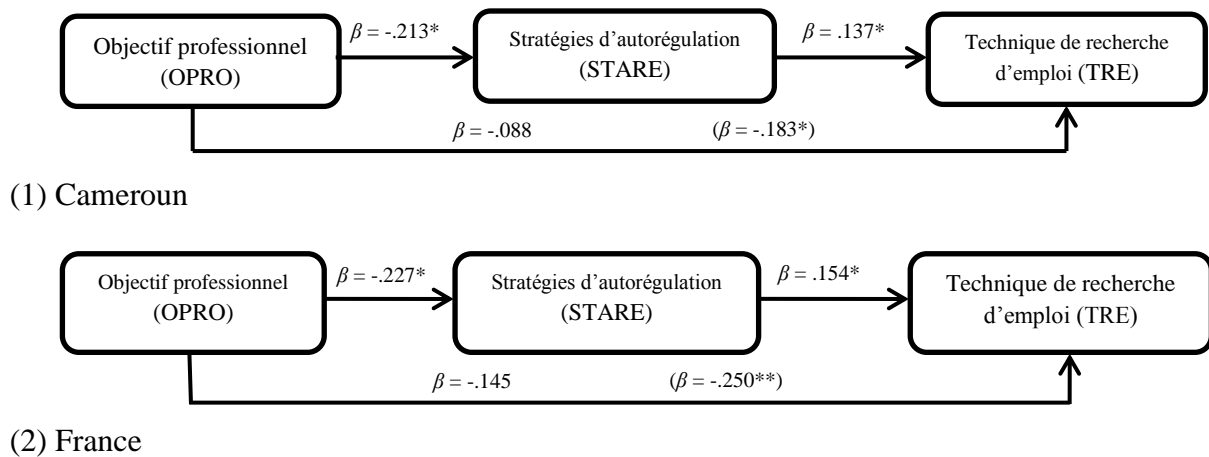 β = -.213*
β = .137*
Objectif professionnel
(OPRO)
Stratégies d’autorégulation
(STARE)
Technique de recherche
d’emploi (TRE)
β = -.088
(β = -.183*)
(1) Cameroun
β = -.227*
β = .154*
Objectif professionnel
(OPRO)
Stratégies d’autorégulation
(STARE)
Technique de recherche
d’emploi (TRE)
β = -.145
(β = -.250**)
(2) France